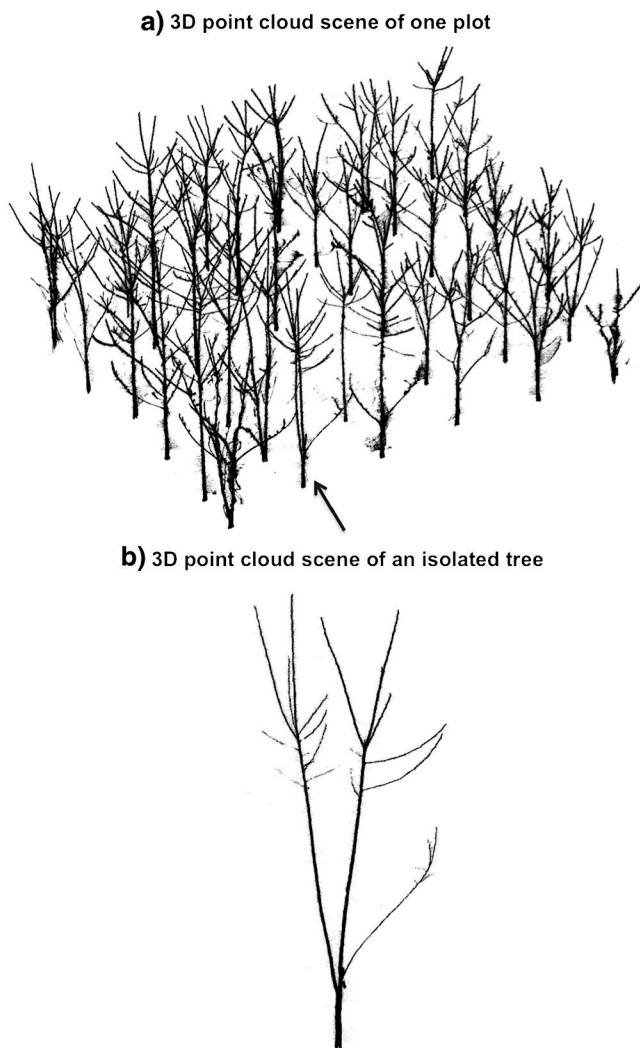 a) 3D point cloud scene of one plot
b) 3D point cloud scene of an isolated tree